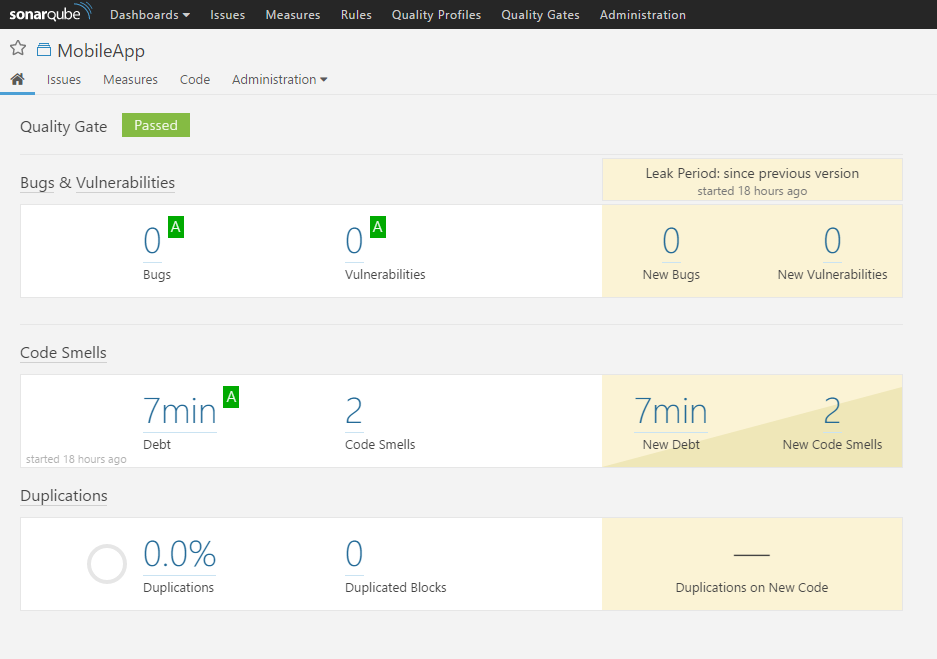 sonarqube Dashboards Issues Measures Rules Quality Profiles Quality Gates Administration
MobileApp
Issues Measures Code Administration
Quality Gate Passed
Leak Period: since previous version
started 18 hours ago
Bugs & Vulnerabilities
0 A 0 A 0 0
Bugs Vulnerabilities New Bugs New Vulnerabilities
Code Smells
7min A 2 7min 2
Debt Code Smells New Debt New Code Smells
started 18 hours ago
Duplications
0.0% 0 —
Duplications Duplicated Blocks Duplications on New Code